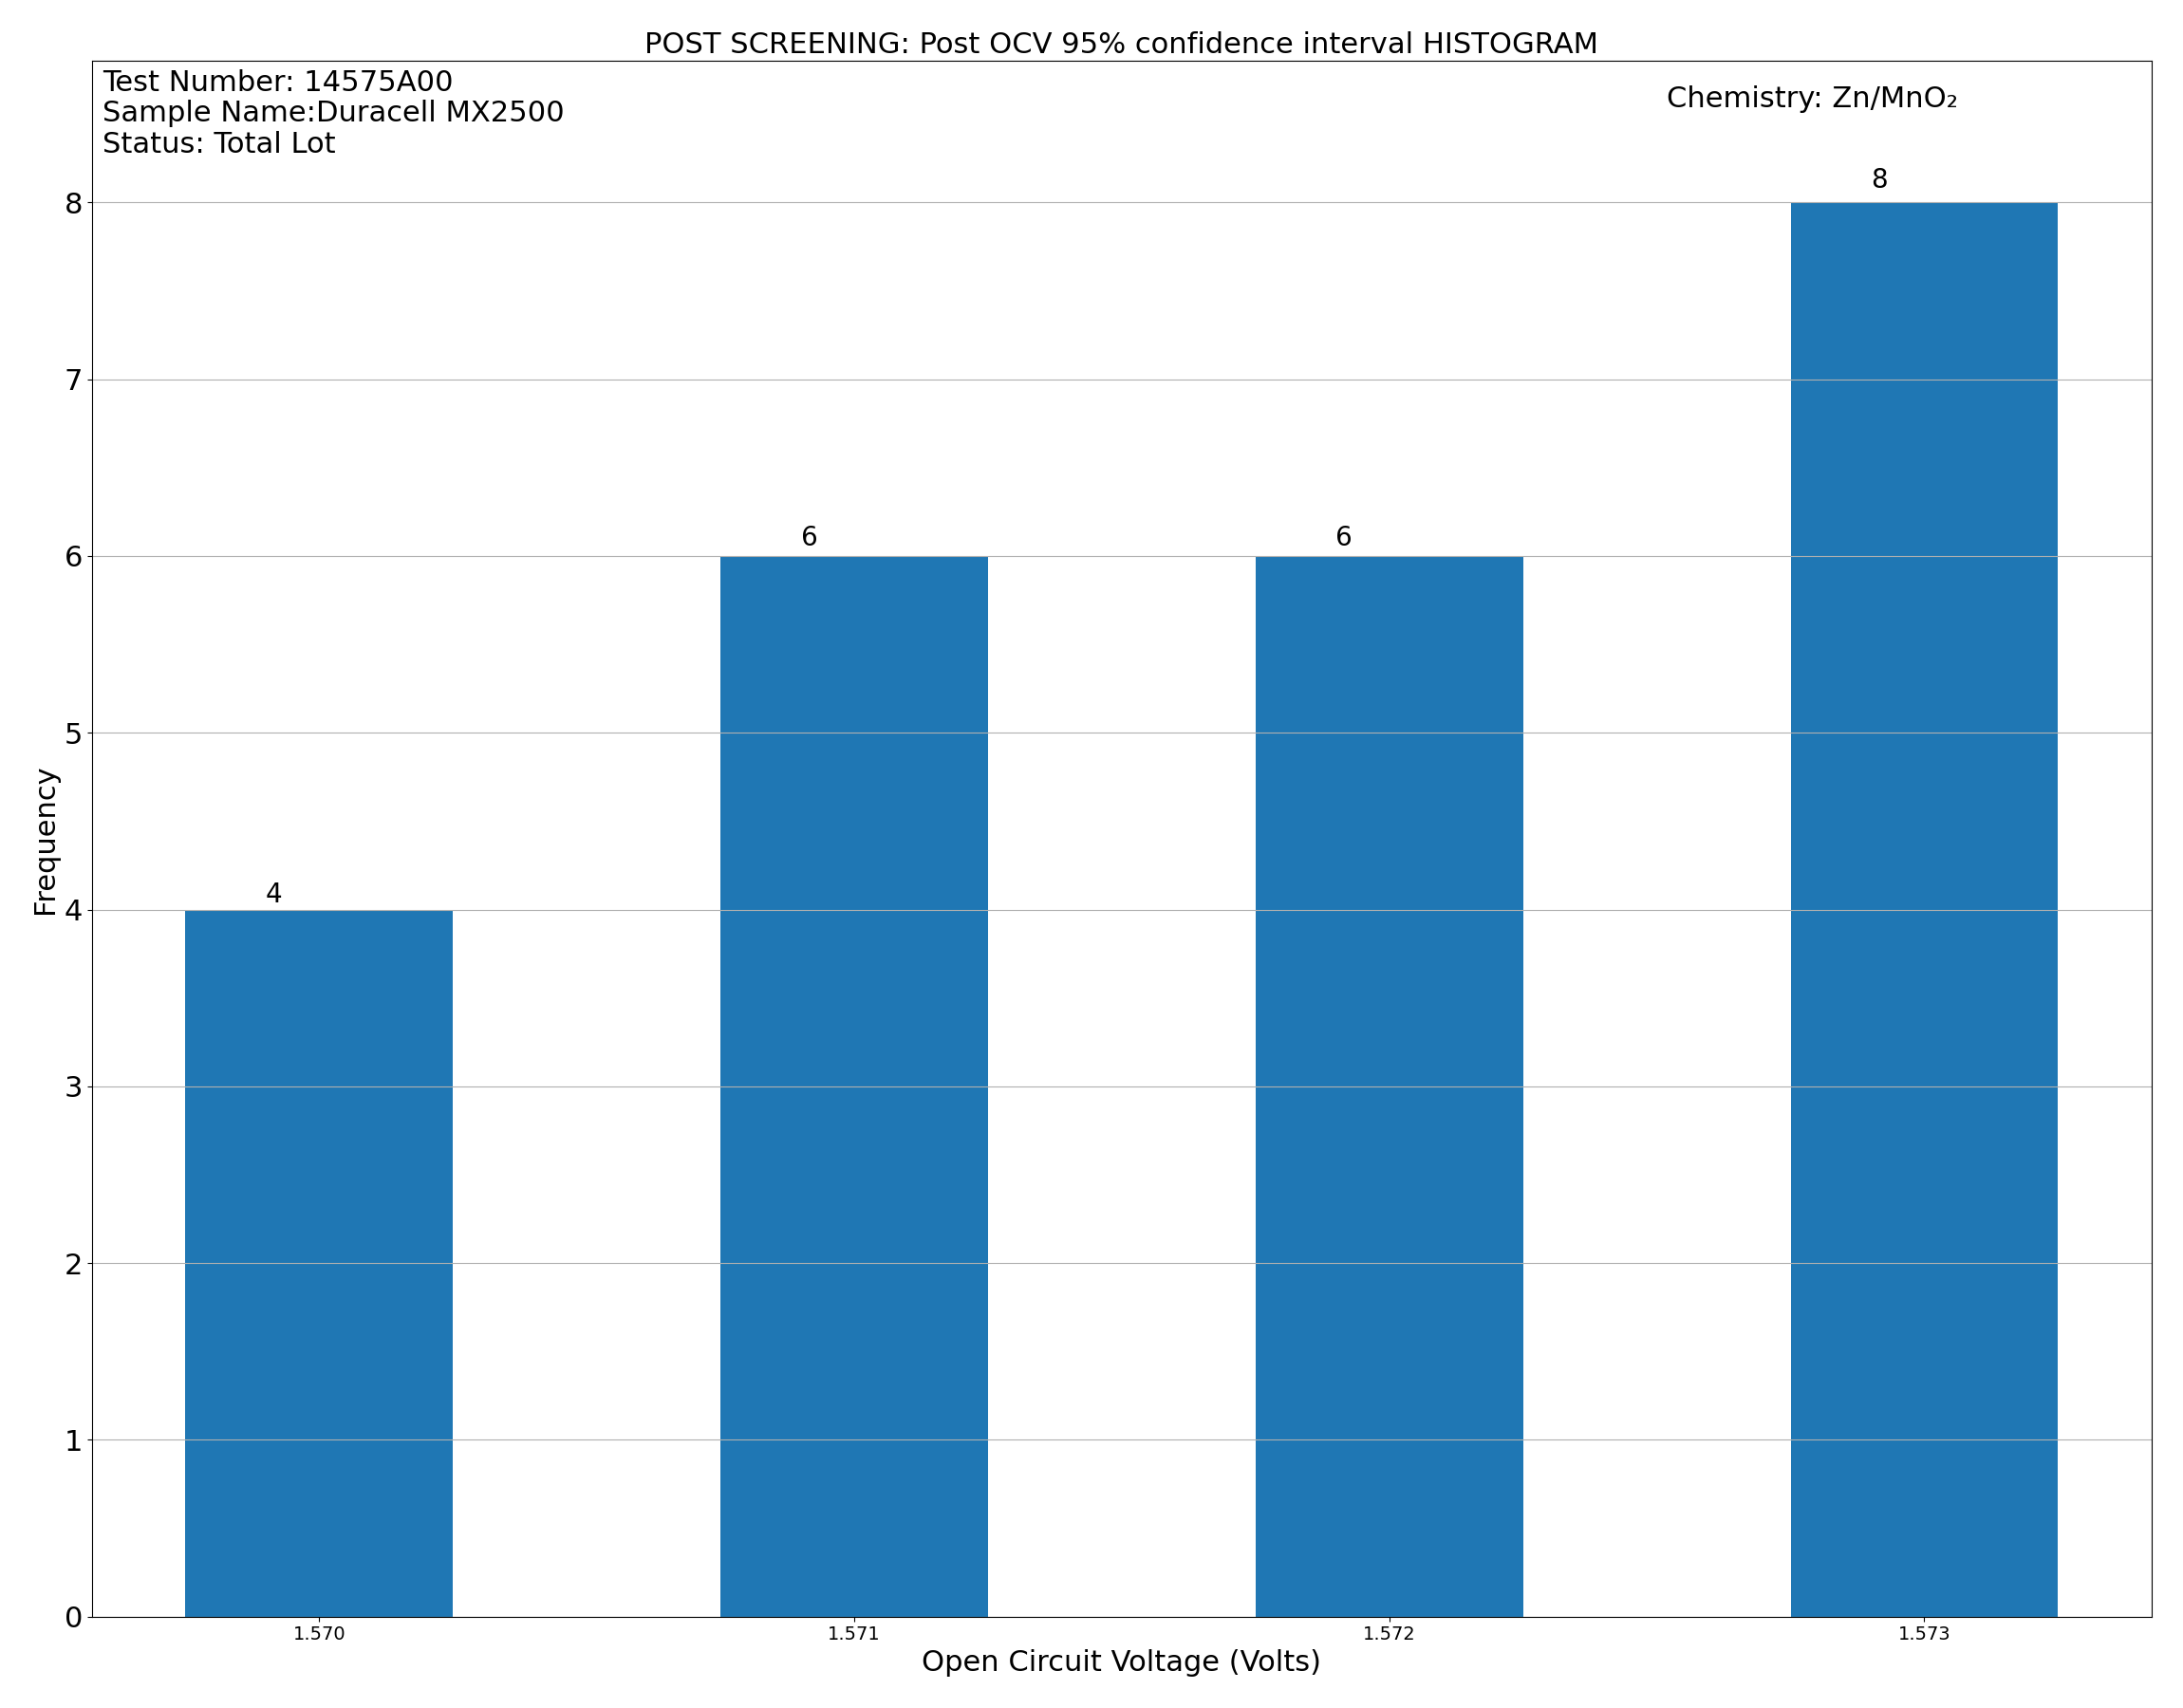 POST SCREENING: Post OCV 95% confidence interval HISTOGRAM
Test Number: 14575A00
Sample Name:Duracell MX2500
Status: Total Lot
Chemistry: Zn/MnO₂
8
7
6
5
4
3
2
1
0
Frequency
4
6
6
8
1.570
1.571
1.572
1.573
Open Circuit Voltage (Volts)